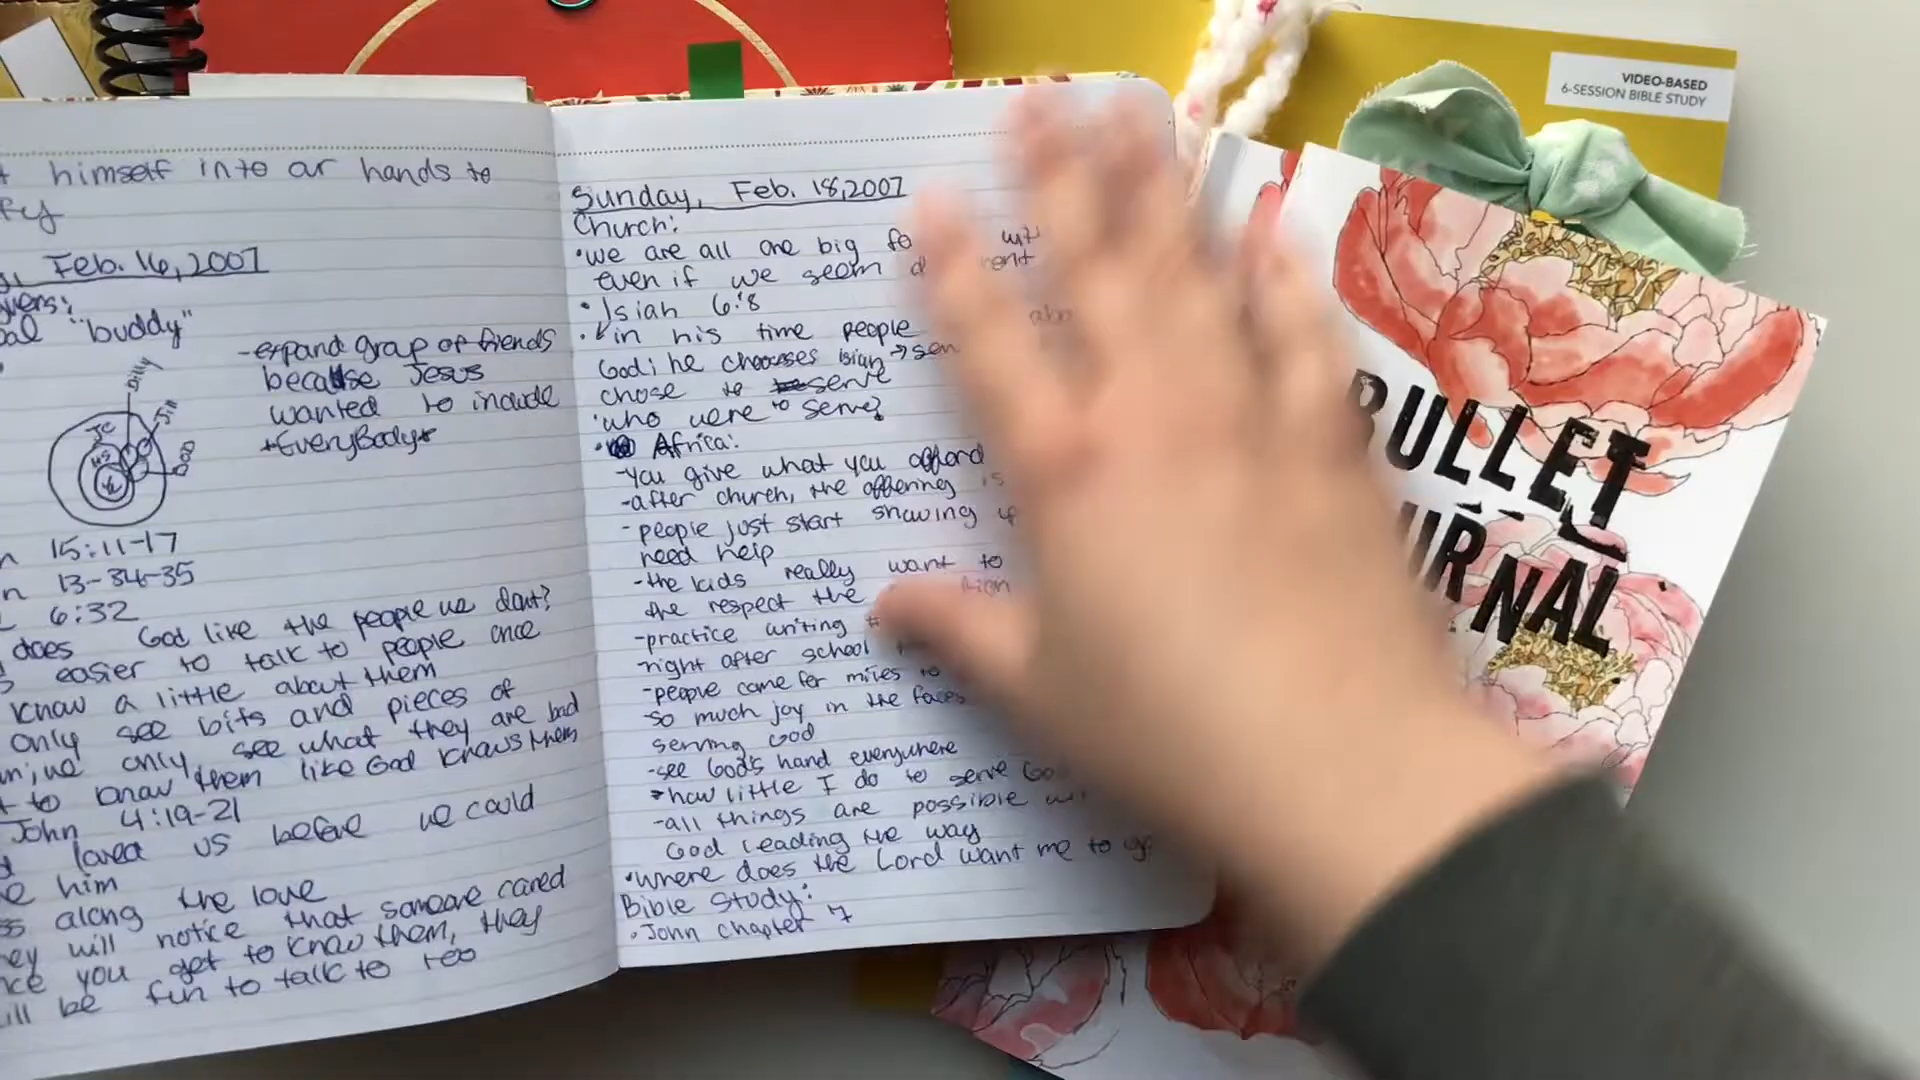 himself into our hands to
Feb. 16, 2007
"buddy"
-expand group of friends
because Jesus
wanted to include
*EveryBody*
Billy
Jill
Bob
JC
HS
15:11-17
13-34-35
6:32
does God like the people we don't?
easier to talk to people once
know a little about them
only see bits and pieces of
we only see what they are bad
to know them like God knows them
John 4:19-21
loved us before we could
him
along the love
will notice that someone cared
you get to know them, they
be fun to talk to too
Sunday, Feb. 18, 2007
Church:
•we are all one big
even if we seem
•Isiah 6:8
•in his time people
God; he chooses isiah →
chose to serve
•who were to serve?
• Africa:
-you give what you afford
-after church, the offering is
-people just start showing
need help
-the kids really want to
the respect the
-practice writing
right after school
-people come for miles to
-so much joy in the faces
serving God
-see God's hand everywhere
*how little I do to serve
-all things are possible
God leading the way
•where does the Lord want me to go
Bible Study:
•John chapter 7
VIDEO-BASED
6-SESSION BIBLE STUDY
BULLET
URNAL